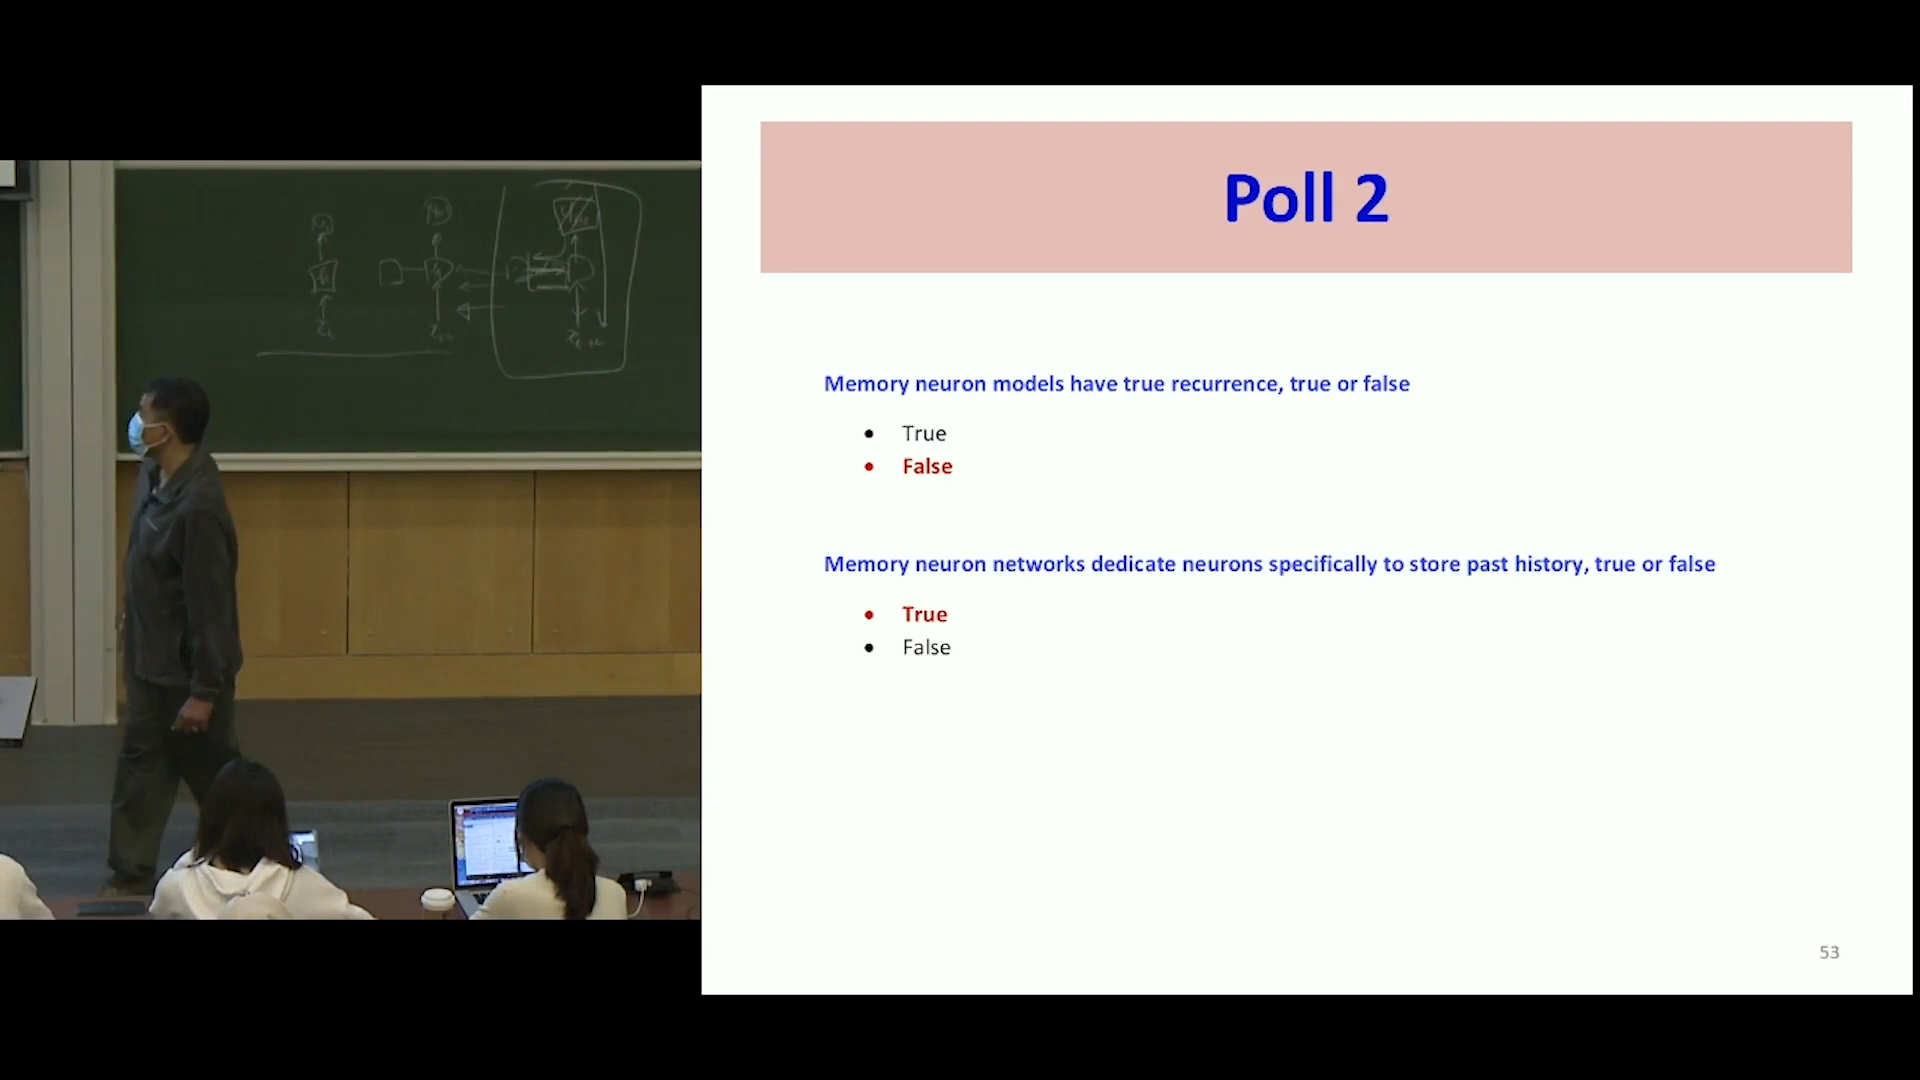 Poll 2
Memory neuron models have true recurrence, true or false
• True
• False
Memory neuron networks dedicate neurons specifically to store past history, true or false
• True
• False
53